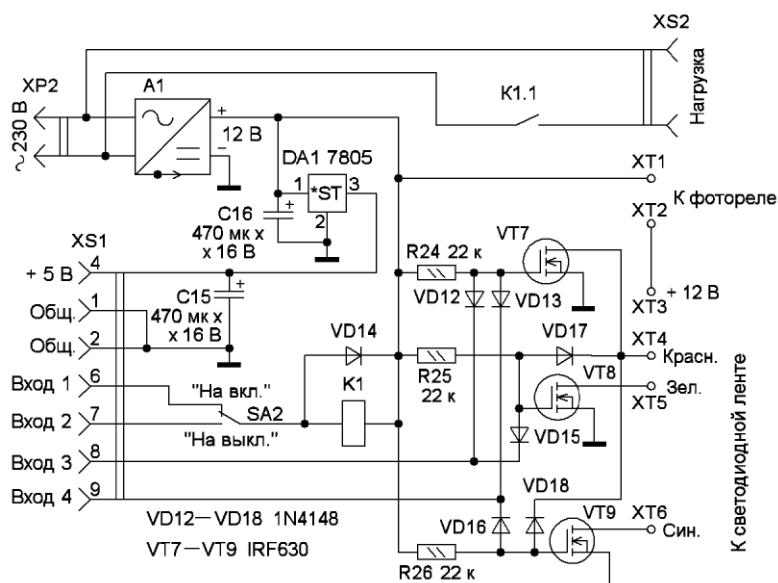 XS2
XP2
A1
K1.1
Нагрузка
~230 В
+
12 В
−
DA1 7805
XT1
1
*ST
3
2
К фотореле
C16
+
470 мк х
х 16 В
XT2
XS1
R24 22 к
VT7
4
+ 5 В
VD12
VD13
+ 12 В
XT3
C15
+
470 мк х
х 16 В
1
Общ.
2
Общ.
VD14
VD17
XT4
Красн.
R25
22 к
VT8
Зел.
XT5
6
Вход 1
"На вкл."
K1
7
Вход 2
SA2
"На выкл."
VD15
8
Вход 3
9
Вход 4
VD18
VD16
VT9
XT6
Син.
VD12—VD18 1N4148
VT7—VT9 IRF630
R26 22 к
К светодиодной ленте